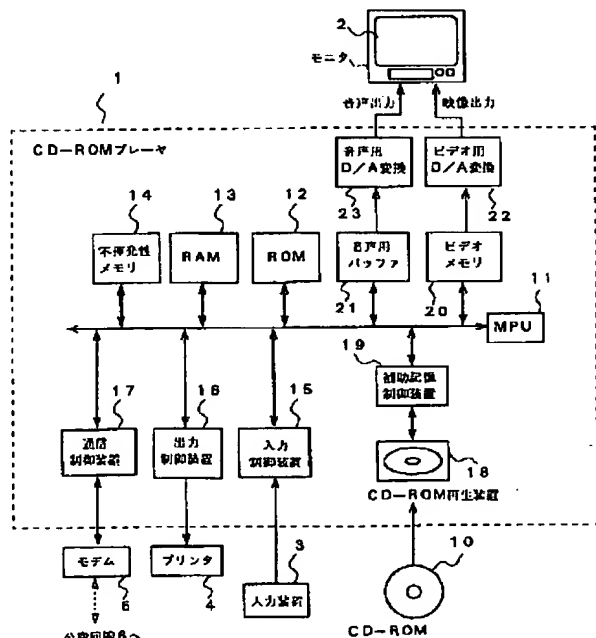 2
モニタ
1
音声出力
映像出力
CD-ROMプレーヤ
音声用
D/A変換
ビデオ用
D/A変換
14
13
12
23
22
不揮発性
メモリ
RAM
ROM
音声用
バッファ
ビデオ
メモリ
21
20
11
MPU
19
補助記憶
制御装置
17
16
15
通信
制御装置
出力
制御装置
入力
制御装置
18
CD-ROM再生装置
モデム
5
プリンタ
4
3
入力装置
10
CD-ROM
公衆回線6へ